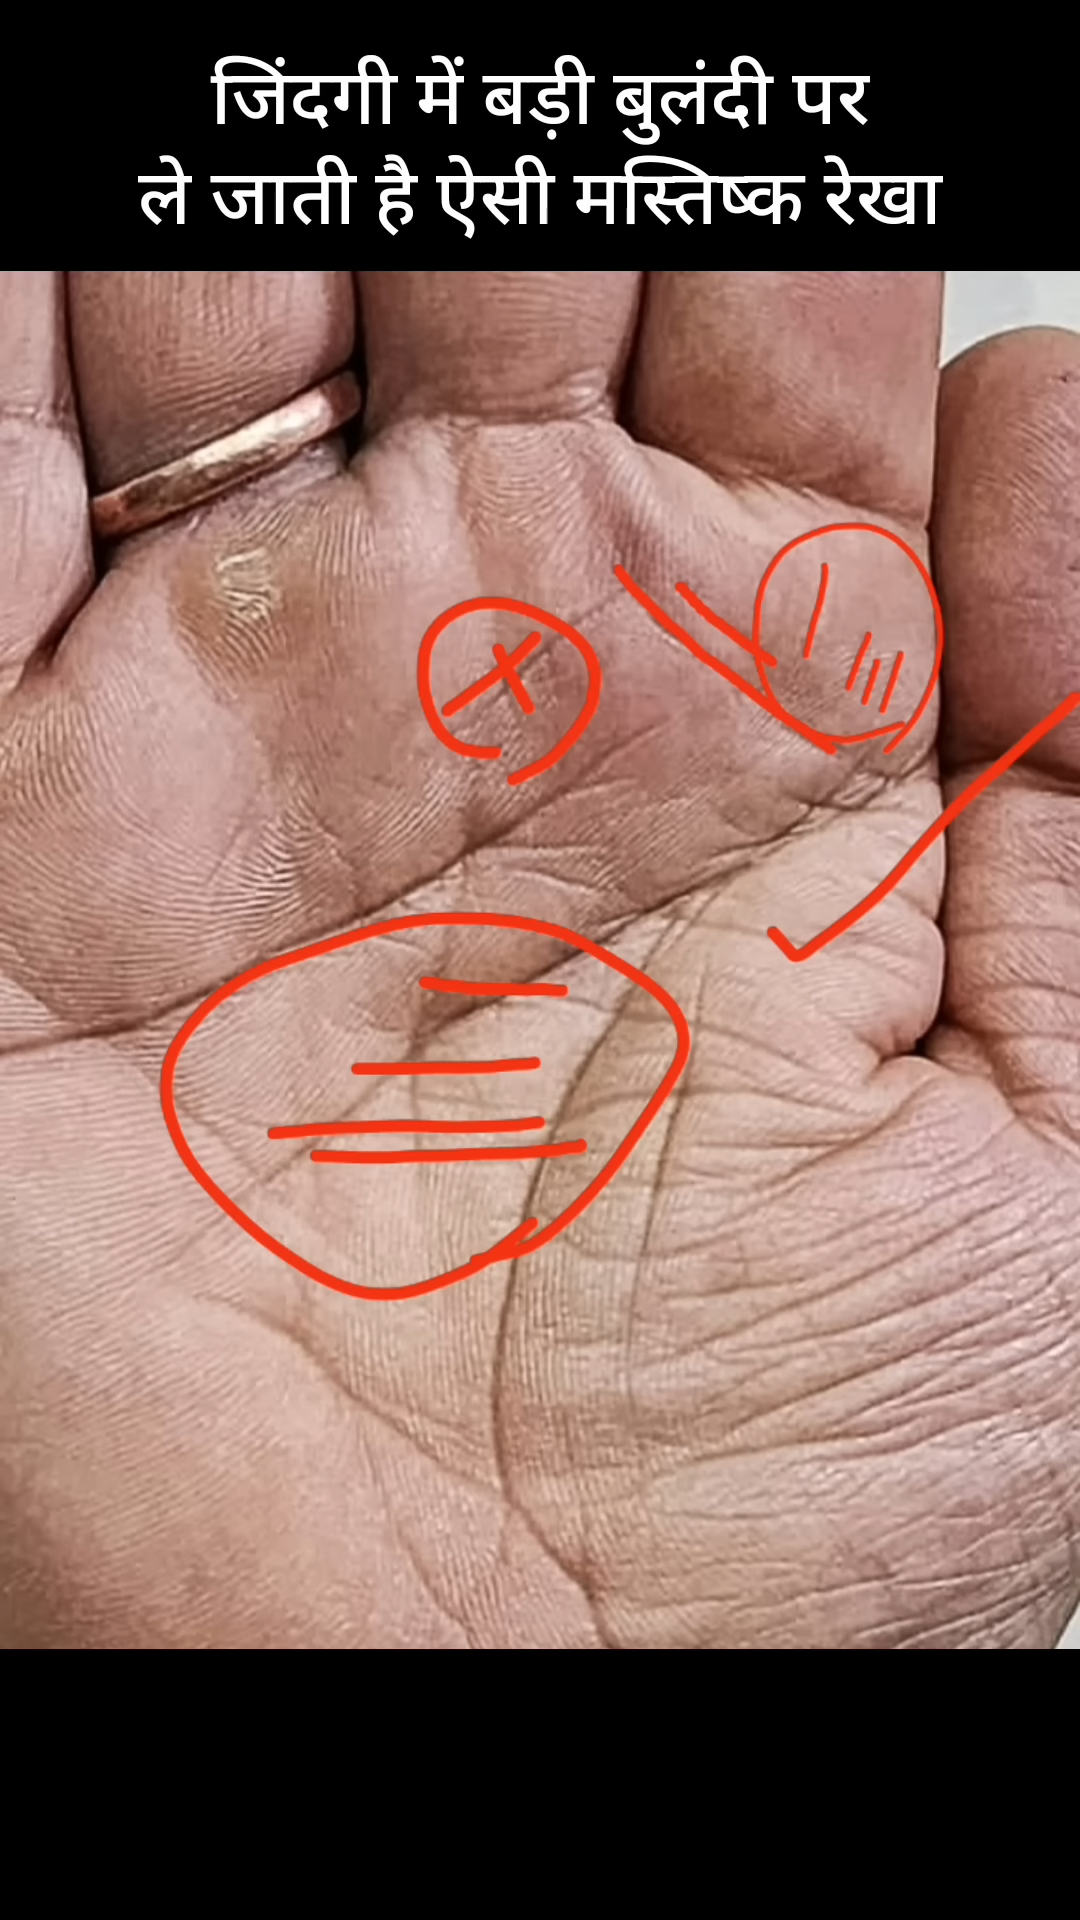 जिंदगी में बड़ी बुलंदी पर
ले जाती है ऐसी मस्तिष्क रेखा